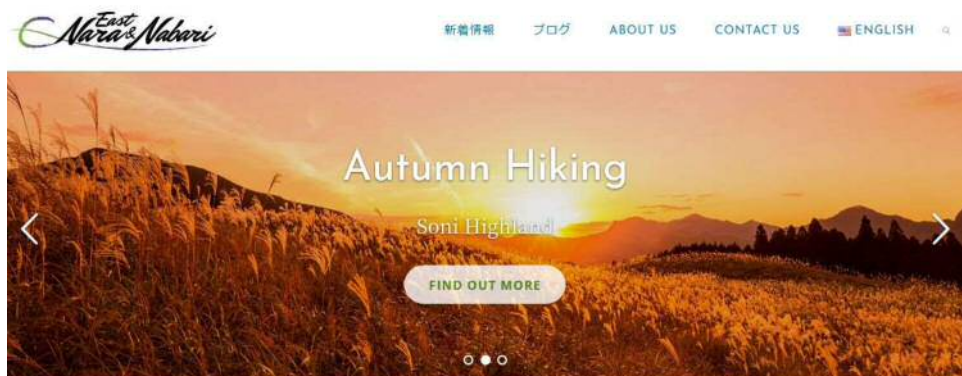 East
Nara & Nabari
新着情報 ブログ ABOUT US CONTACT US ENGLISH
Autumn Hiking
Soni Highland
FIND OUT MORE